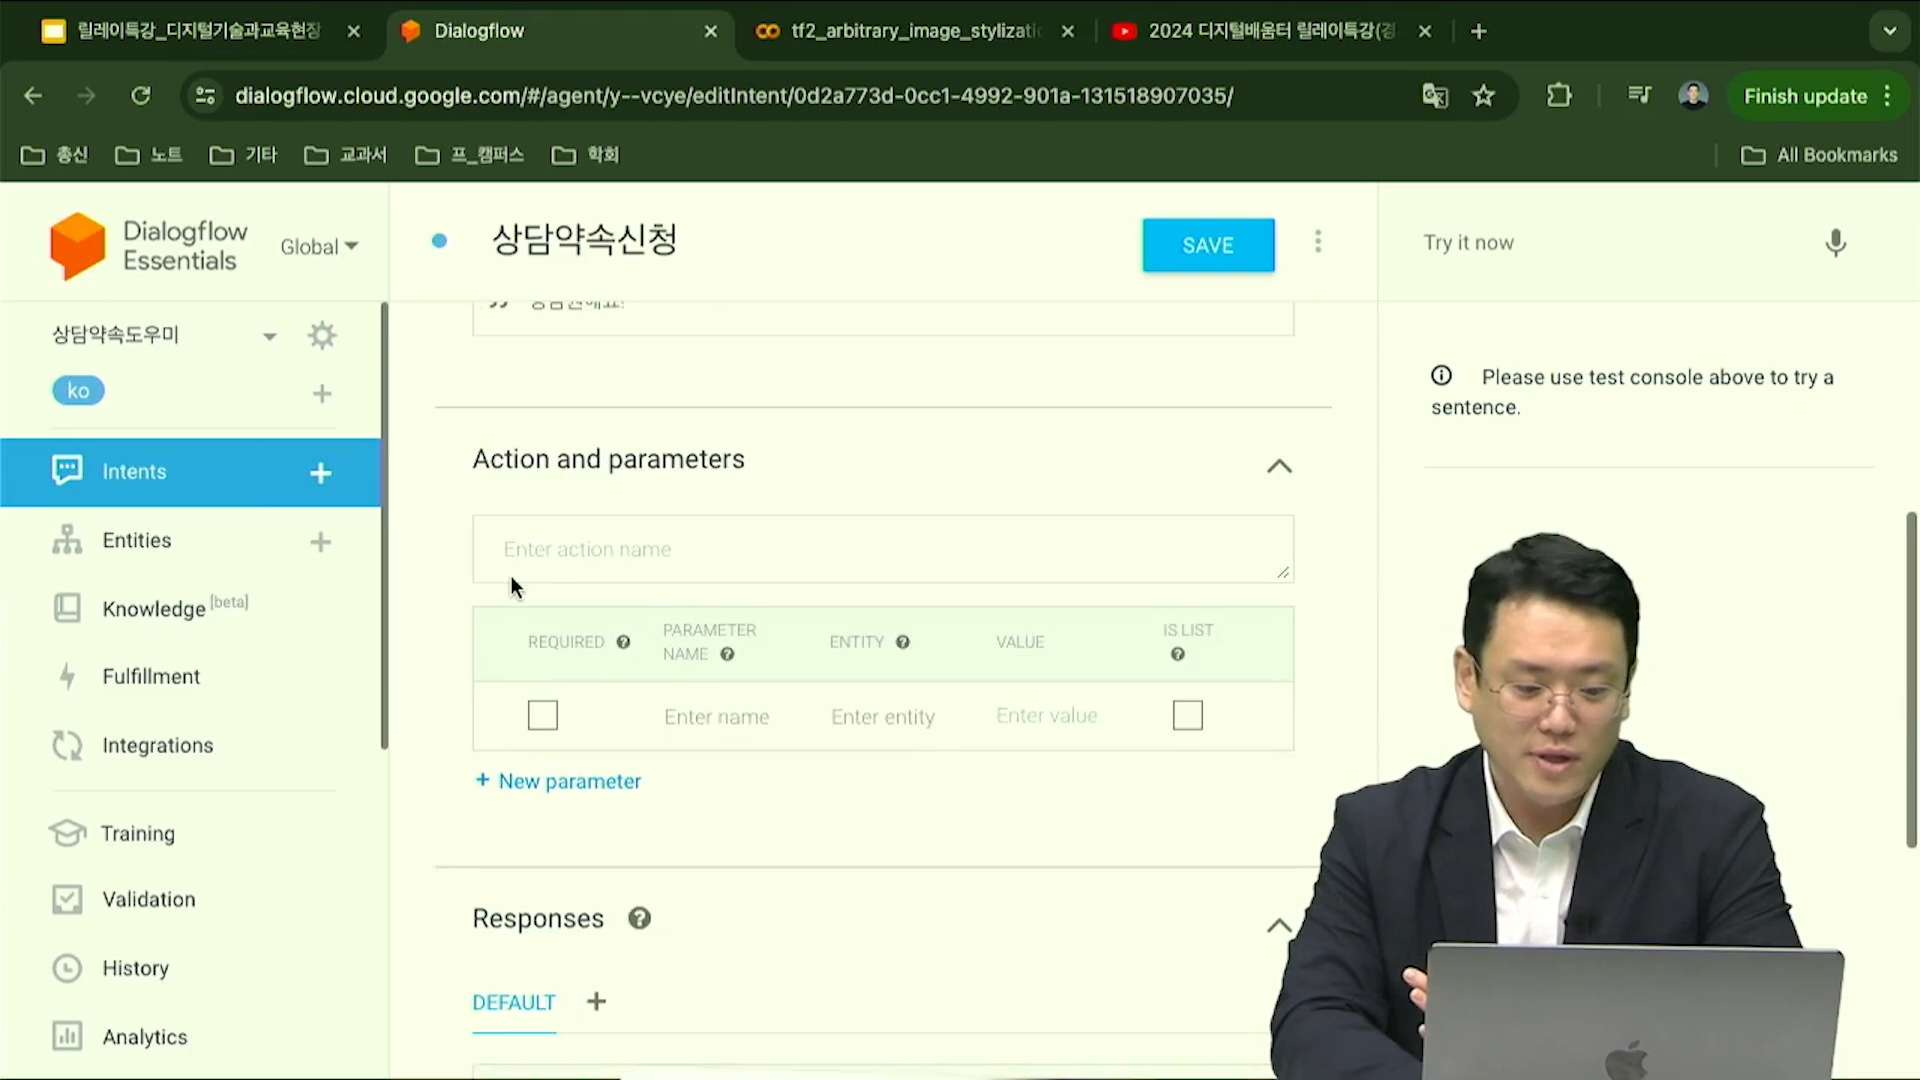 릴레이특강_디지털기술과교육현장
Dialogflow
tf2_arbitrary_image_stylizati
2024 디지털배움터 릴레이특강(경
dialogflow.cloud.google.com/#/agent/y--vcye/editIntent/0d2a773d-0cc1-4992-901a-131518907035/
Finish update
총신
노트
기타
교과서
프_캠퍼스
학회
All Bookmarks
Dialogflow
Essentials
Global
상담약속신청
SAVE
Try it now
상담약속도우미
ko
Please use test console above to try a
sentence.
Intents
Entities
Knowledge [beta]
Fulfillment
Integrations
Training
Validation
History
Analytics
Action and parameters
Enter action name
REQUIRED
PARAMETER
NAME
ENTITY
VALUE
IS LIST
Enter name
Enter entity
Enter value
+ New parameter
Responses
DEFAULT